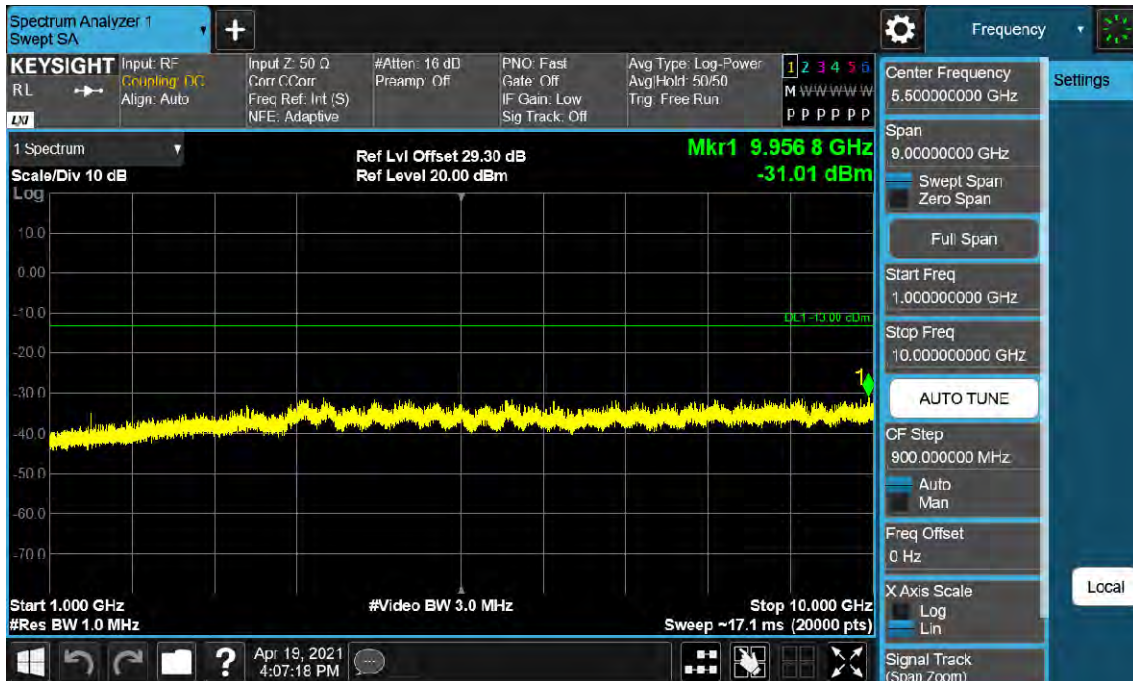 Spectrum Analyzer 1
Swept SA
+
Frequency
KEYSIGHT
RL
LXI
Input: RF
Coupling: DC
Align: Auto
Input Z: 50 Ω
Corr CCorr
Freq Ref: Int (S)
NFE: Adaptive
#Atten: 16 dB
Preamp: Off
PNO: Fast
Gate: Off
IF Gain: Low
Sig Track: Off
Avg Type: Log-Power
Avg|Hold: 50/50
Trig: Free Run
1 2 3 4 5 6
M W W W W W
P P P P P P
1 Spectrum
Scale/Div 10 dB
Log
Ref Lvl Offset 29.30 dB
Ref Level 20.00 dBm
Mkr1 9.956 8 GHz
-31.01 dBm
10.0
0.00
-10.0
DL1 -13.00 dBm
-20.0
-30.0
1
-40.0
-50.0
-60.0
-70.0
Start 1.000 GHz
#Res BW 1.0 MHz
#Video BW 3.0 MHz
Stop 10.000 GHz
Sweep ~17.1 ms (20000 pts)
Center Frequency
5.500000000 GHz
Settings
Span
9.00000000 GHz
Swept Span
Zero Span
Full Span
Start Freq
1.000000000 GHz
Stop Freq
10.000000000 GHz
AUTO TUNE
CF Step
900.000000 MHz
Auto
Man
Freq Offset
0 Hz
X Axis Scale
Log
Lin
Local
Signal Track
(Span Zoom)
?
Apr 19, 2021
4:07:18 PM